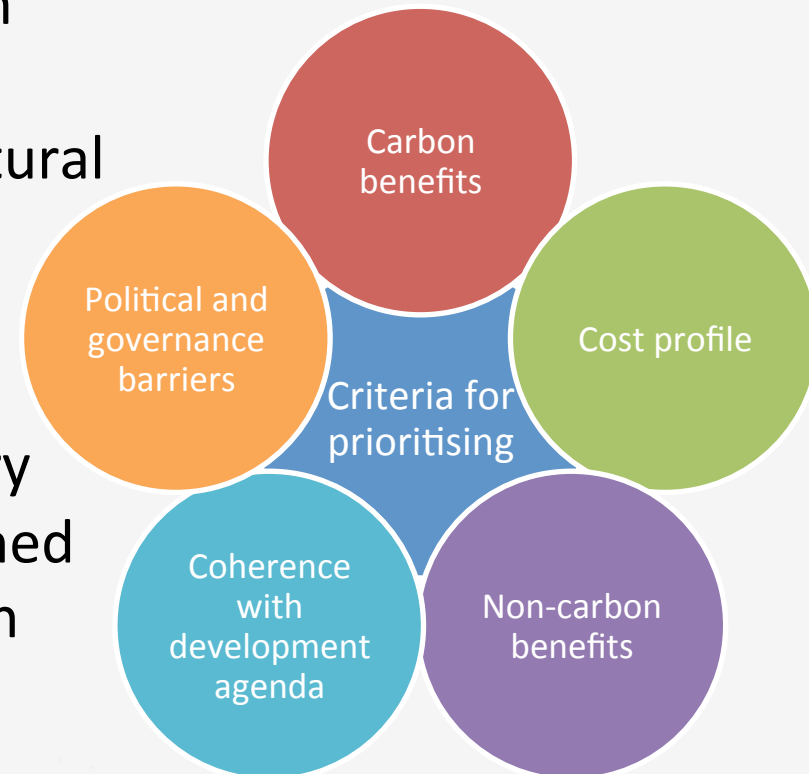 Carbon
benefits
Cost profile
Non-carbon
benefits
Coherence
with
development
agenda
Political and
governance
barriers
Criteria for
prioritising